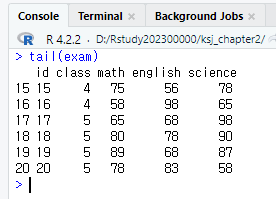 Console Terminal × Background Jobs ×
R 4.2.2 · D:/Rstudy202300000/ksj_chapter2/
> tail(exam)
id class math english science
15 15 4 75 56 78
16 16 4 58 98 65
17 17 5 65 68 98
18 18 5 80 78 90
19 19 5 89 68 87
20 20 5 78 83 58
>